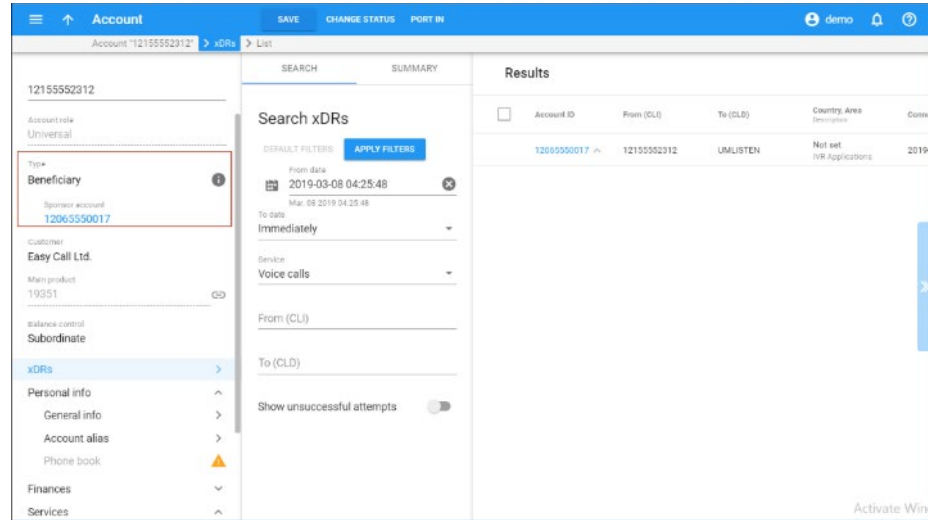 Account
SAVE CHANGE STATUS PORT IN
demo
Account "12155552312" > xDRs > List
12155552312
Account role
Universal
Type
Beneficiary
Sponsor account
12065550017
Customer
Easy Call Ltd.
Main product
19351
Balance control
Subordinate
xDRs
Personal info
General info
Account alias
Phone book
Finances
Services
SEARCH SUMMARY
Search xDRs
DEFAULT FILTERS APPLY FILTERS
From date
2019-03-08 04:25:48
Mar. 08 2019 04:25:48
To date
Immediately
Service
Voice calls
From (CLI)
To (CLD)
Show unsuccessful attempts
Results
Account ID From (CLI) To (CLD) Country, Area Conn
Description
12065550017 12155552312 UMLISTEN Not set 2019
IVR Applications
Activate Win